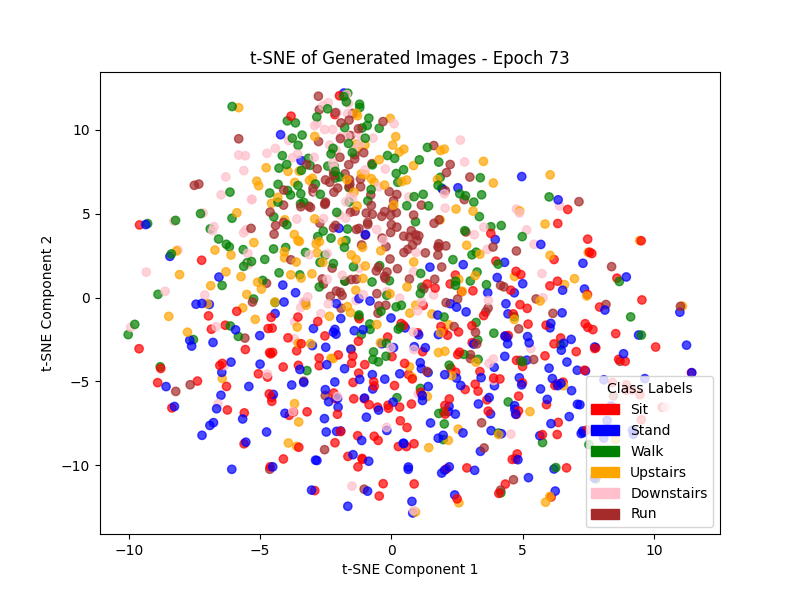 t-SNE of Generated Images - Epoch 73
t-SNE Component 2
10
5
0
−5
−10
Class Labels
Sit
Stand
Walk
Upstairs
Downstairs
Run
−10
−5
0
5
10
t-SNE Component 1